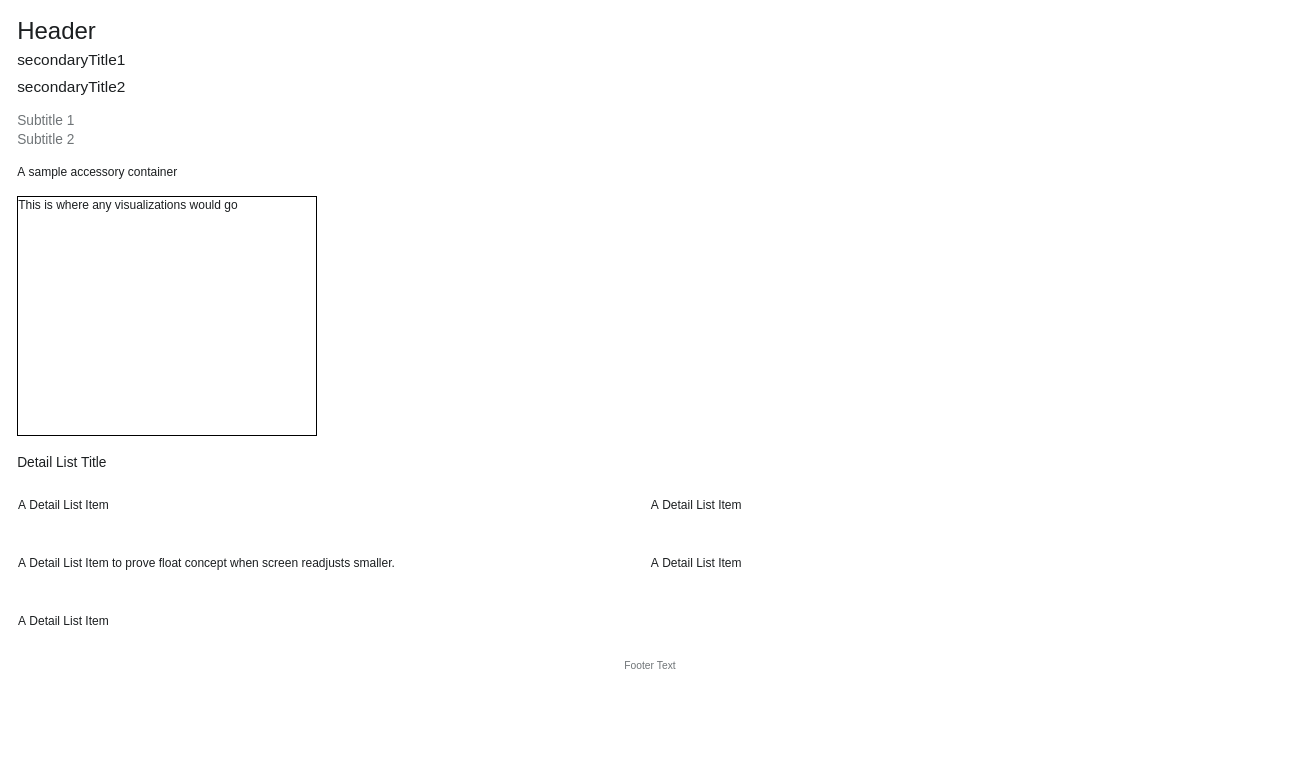 Header
secondaryTitle1
secondaryTitle2
Subtitle 1
Subtitle 2
A sample accessory container
This is where any visualizations would go
Detail List Title
A Detail List Item
A Detail List Item
A Detail List Item to prove float concept when screen readjusts smaller.
A Detail List Item
A Detail List Item
Footer Text